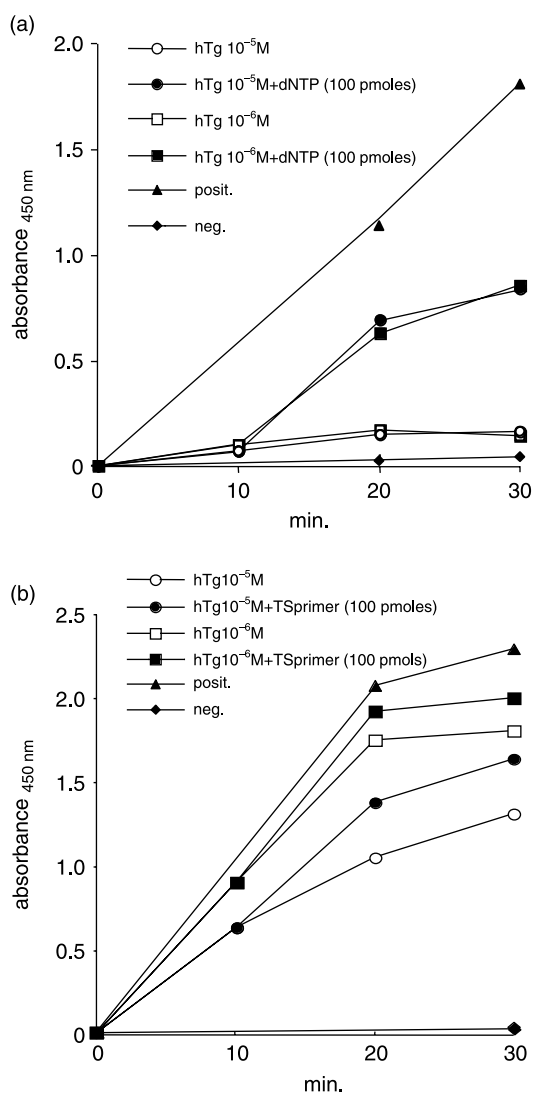 (a)
hTg 10⁻⁵M
hTg 10⁻⁵M+dNTP (100 pmoles)
hTg 10⁻⁶M
hTg 10⁻⁶M+dNTP (100 pmoles)
posit.
neg.
2.0
1.5
1.0
0.5
0
absorbance 450 nm
0 10 20 30
min.
(b)
hTg10⁻⁵M
hTg10⁻⁵M+TSprimer (100 pmoles)
hTg10⁻⁶M
hTg10⁻⁶M+TSprimer (100 pmols)
posit.
neg.
2.5
2.0
1.5
1.0
0.5
0
absorbance 450 nm
0 10 20 30
min.